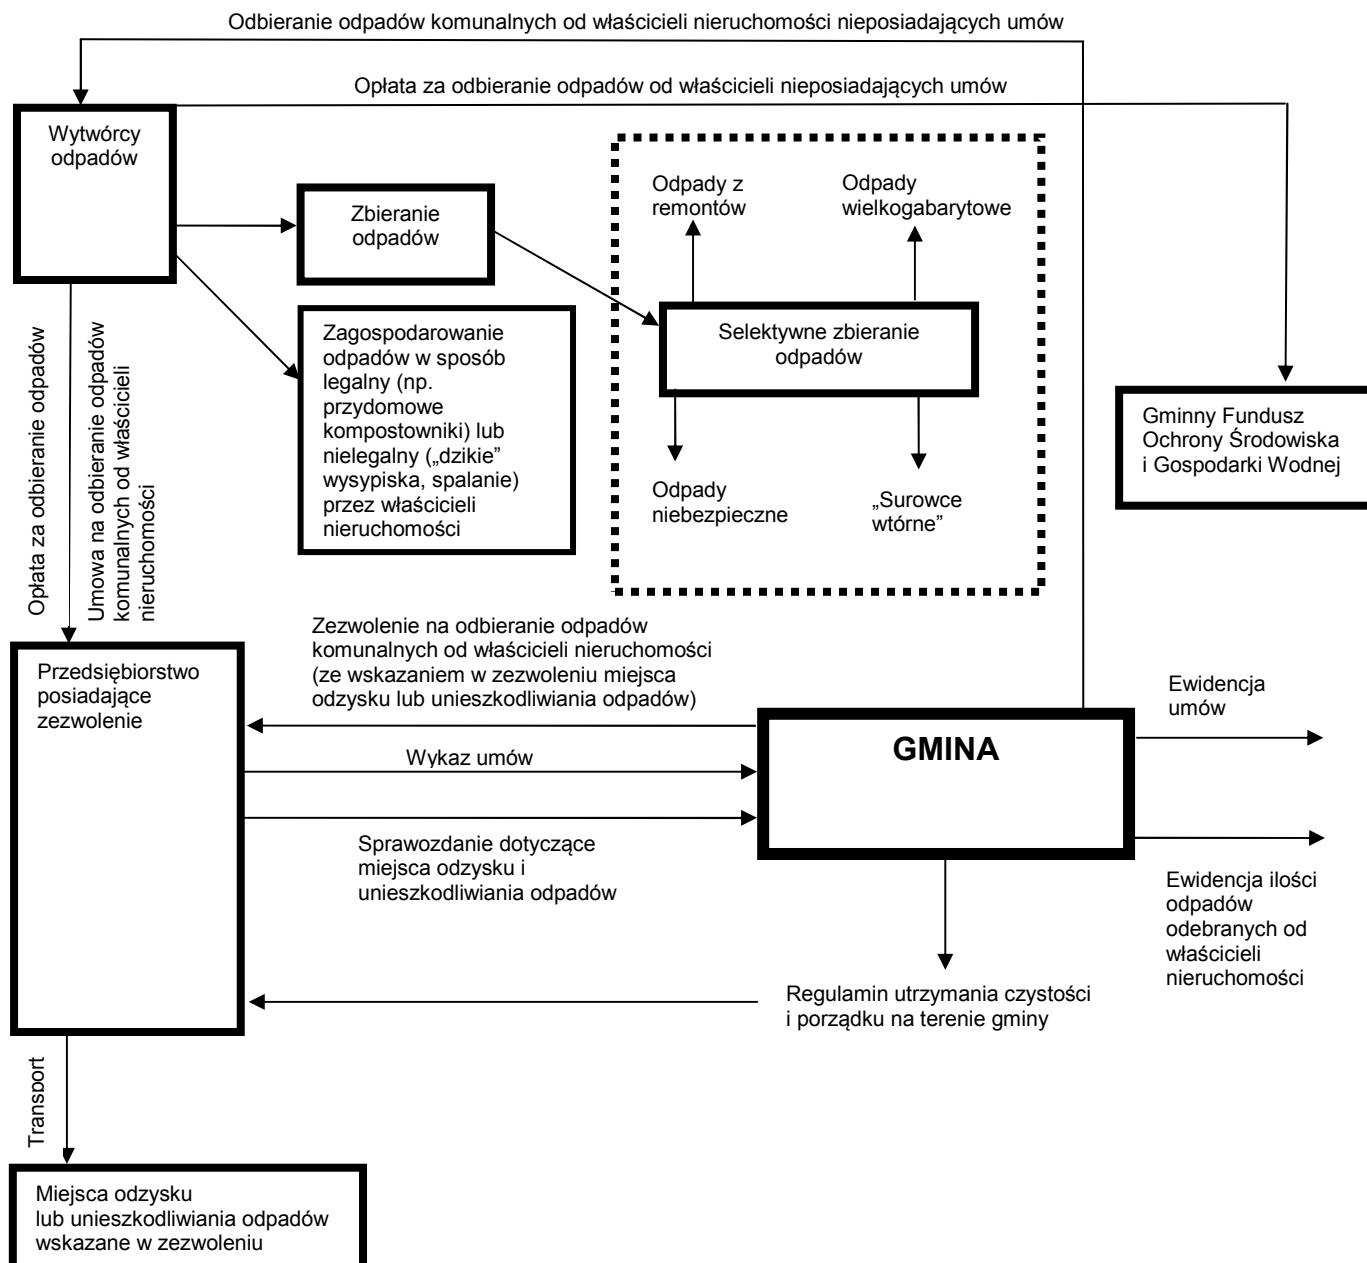 Odbieranie odpadów komunalnych od właścicieli nieruchomości nieposiadających umów
Opłata za odbieranie odpadów od właścicieli nieposiadających umów
Wytwórcy
odpadów
Zbieranie
odpadów
Odpady z
remontów
Odpady
wielkogabarytowe
Selektywne zbieranie
odpadów
Odpady
niebezpieczne
„Surowce
wtórne”
Zagospodarowanie
odpadów w sposób
legalny (np.
przydomowe
kompostowniki) lub
nielegalny („dzikie”
wysypiska, spalanie)
przez właścicieli
nieruchomości
Gminny Fundusz
Ochrony Środowiska
i Gospodarki Wodnej
Opłata za odbieranie odpadów
Umowa na odbieranie odpadów
komunalnych od właścicieli
nieruchomości
Przedsiębiorstwo
posiadające
zezwolenie
Zezwolenie na odbieranie odpadów
komunalnych od właścicieli nieruchomości
(ze wskazaniem w zezwoleniu miejsca
odzysku lub unieszkodliwiania odpadów)
Wykaz umów
Sprawozdanie dotyczące
miejsca odzysku i
unieszkodliwiania odpadów
GMINA
Ewidencja
umów
Ewidencja ilości
odpadów
odebranych od
właścicieli
nieruchomości
Regulamin utrzymania czystości
i porządku na terenie gminy
Transport
Miejsca odzysku
lub unieszkodliwiania odpadów
wskazane w zezwoleniu